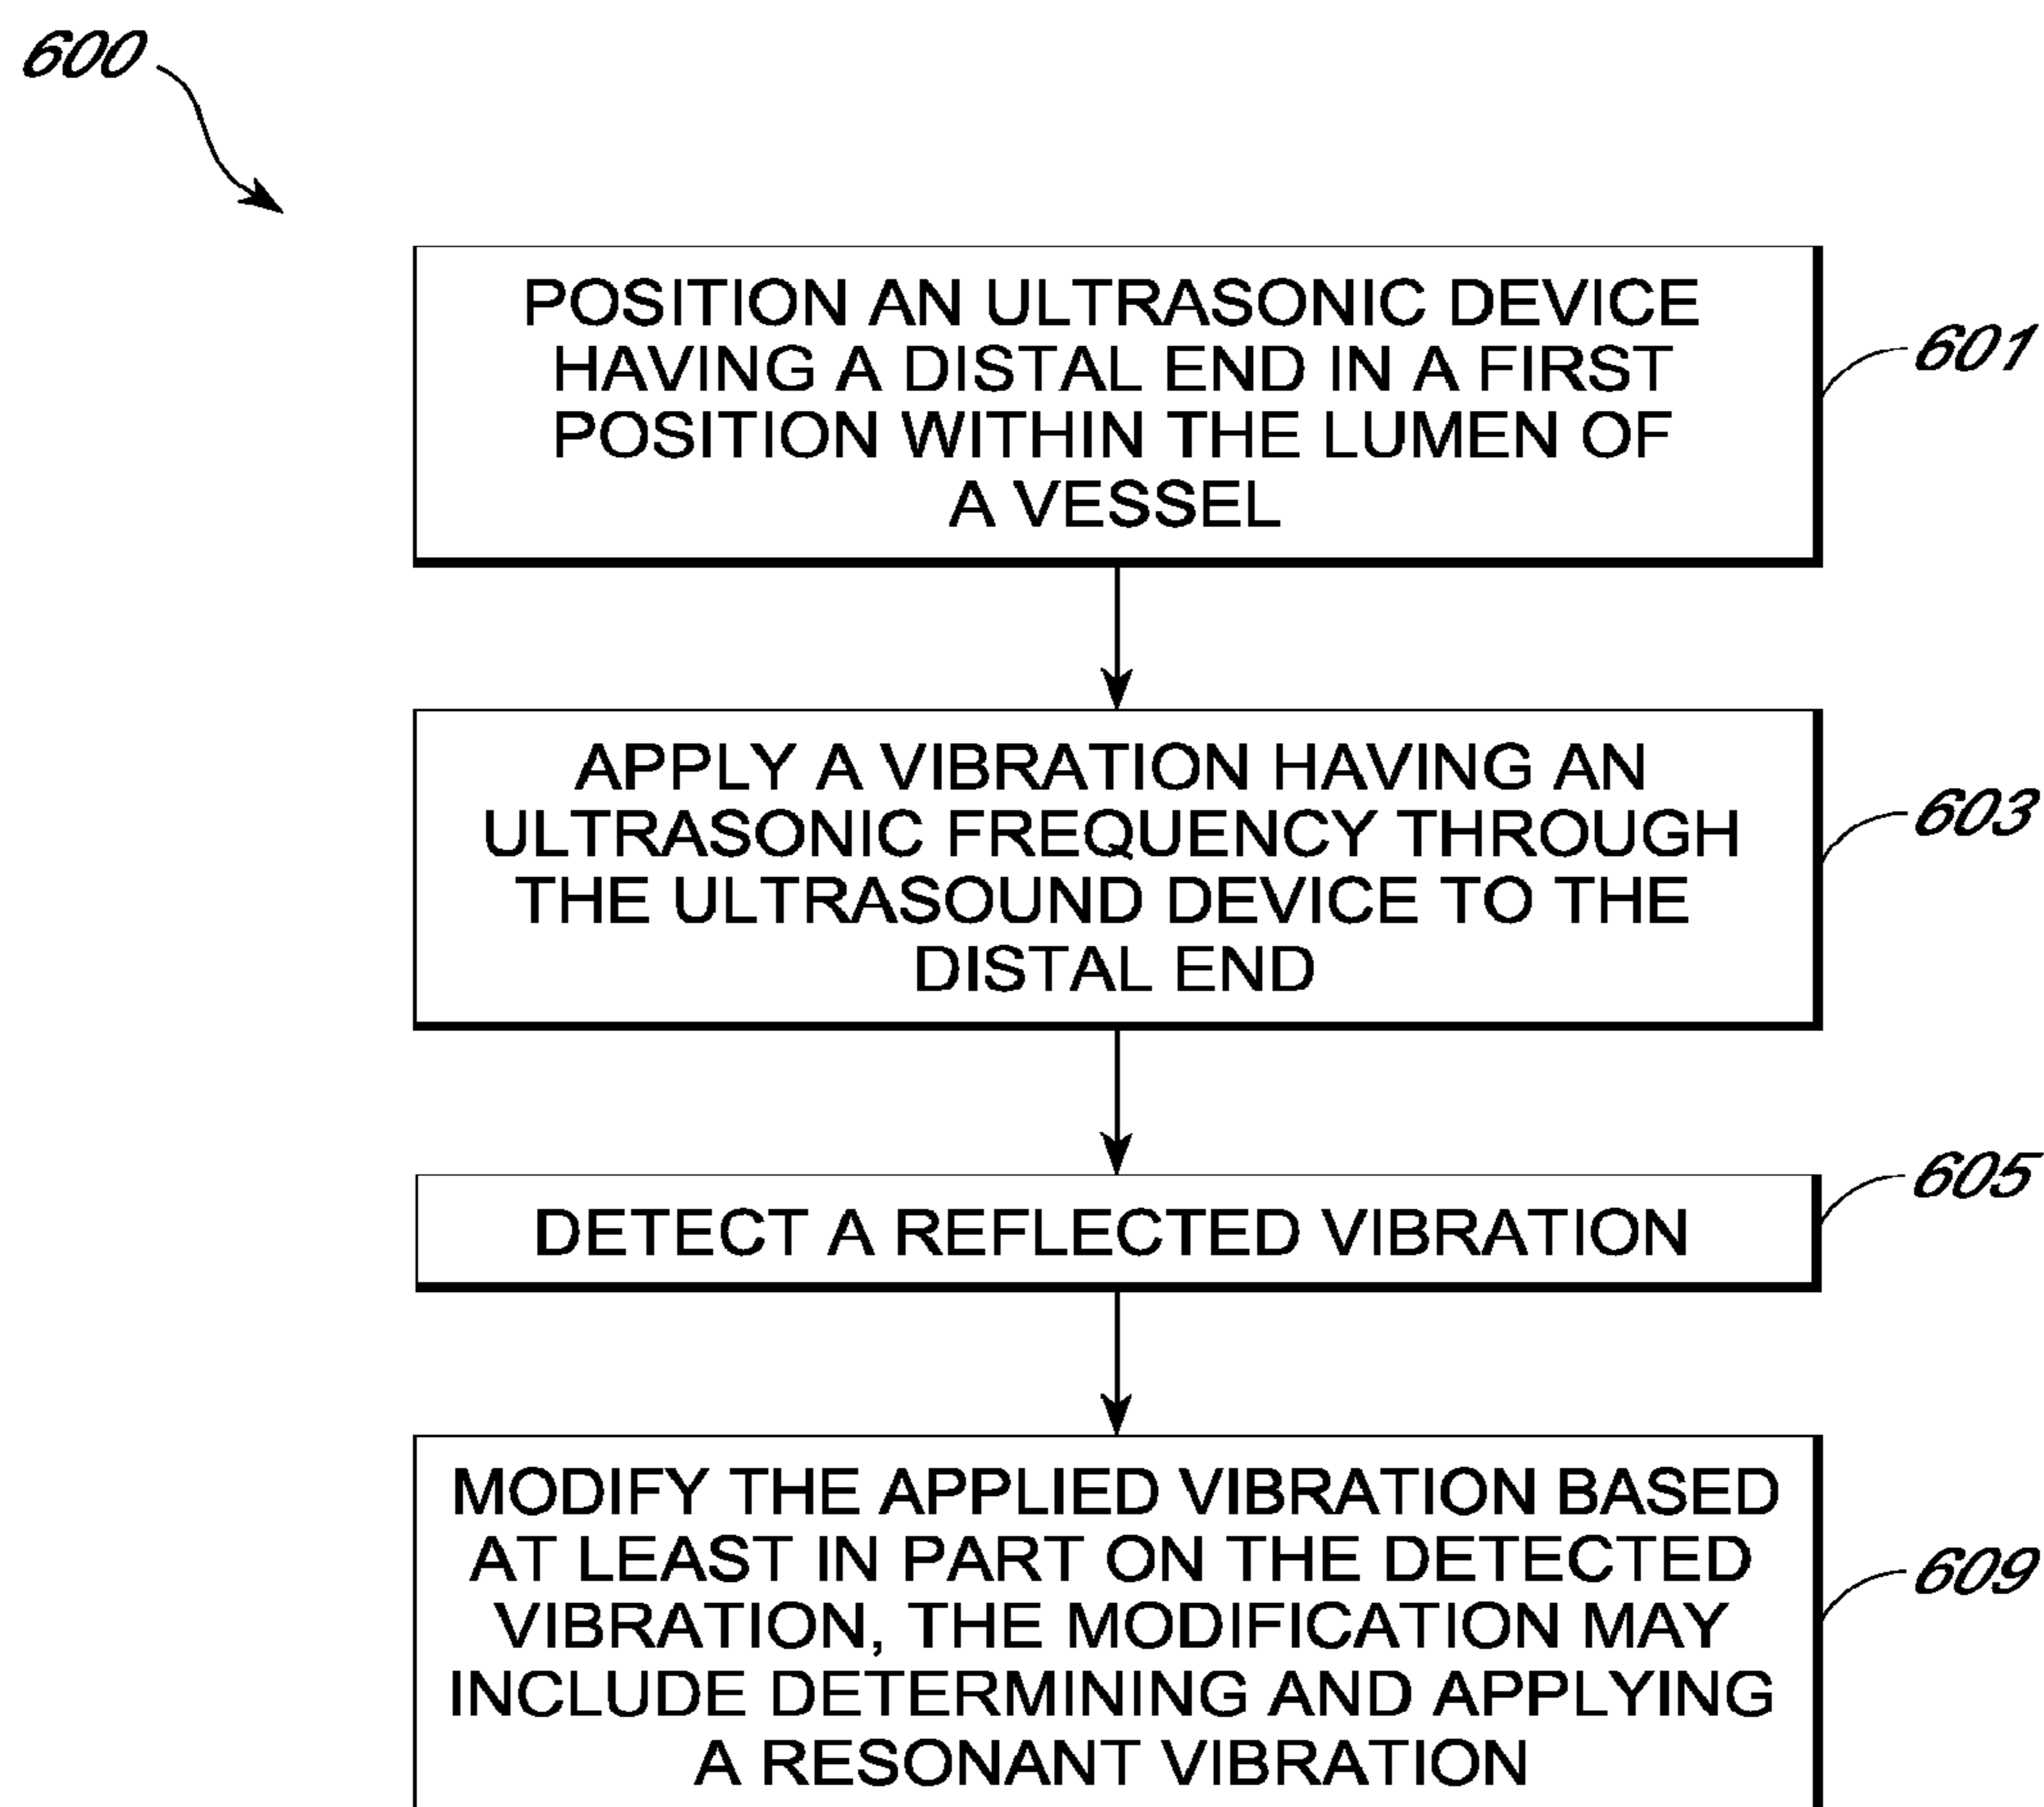 600
POSITION AN ULTRASONIC DEVICE
HAVING A DISTAL END IN A FIRST
POSITION WITHIN THE LUMEN OF
A VESSEL
601
APPLY A VIBRATION HAVING AN
ULTRASONIC FREQUENCY THROUGH
THE ULTRASOUND DEVICE TO THE
DISTAL END
603
DETECT A REFLECTED VIBRATION
605
MODIFY THE APPLIED VIBRATION BASED
AT LEAST IN PART ON THE DETECTED
VIBRATION, THE MODIFICATION MAY
INCLUDE DETERMINING AND APPLYING
A RESONANT VIBRATION
609